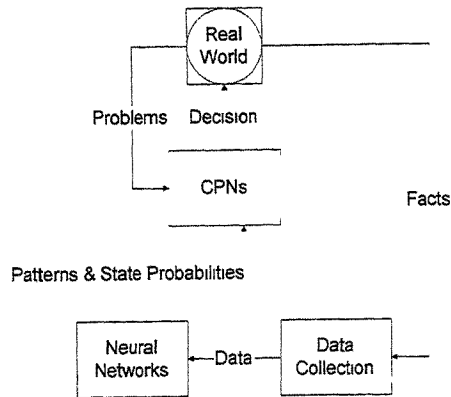 Real
World
Problems
Decision
CPNs
Facts
Patterns & State Probabilities
Neural
Networks
Data
Data
Collection